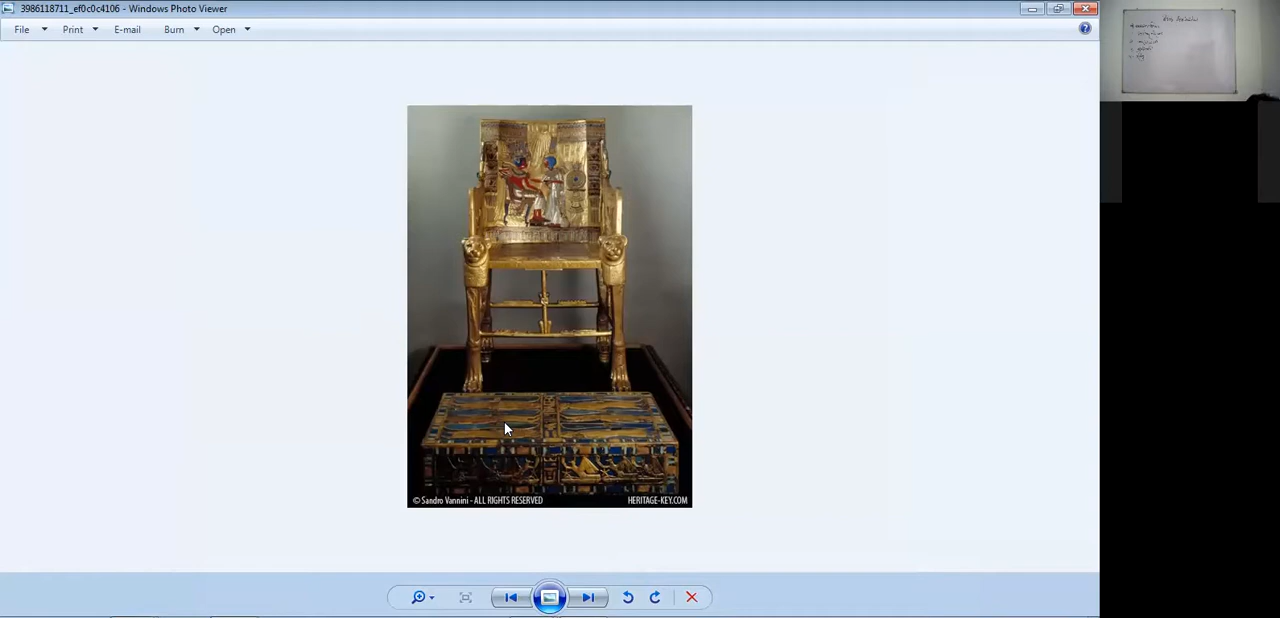 3986118711_ef0c0c4106 - Windows Photo Viewer
File Print E-mail Burn Open
© Sandro Vannini - ALL RIGHTS RESERVED HERITAGE-KEY.COM